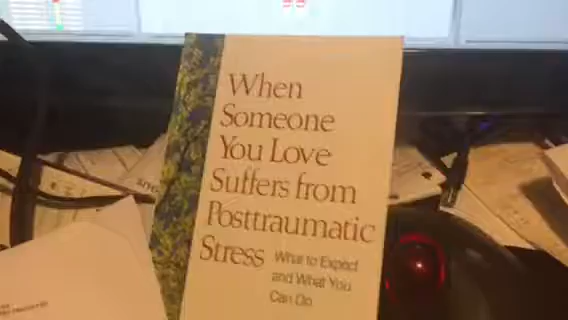 When
Someone
You Love
Suffers from
Posttraumatic
Stress
What to Expect
and What You
Can Do